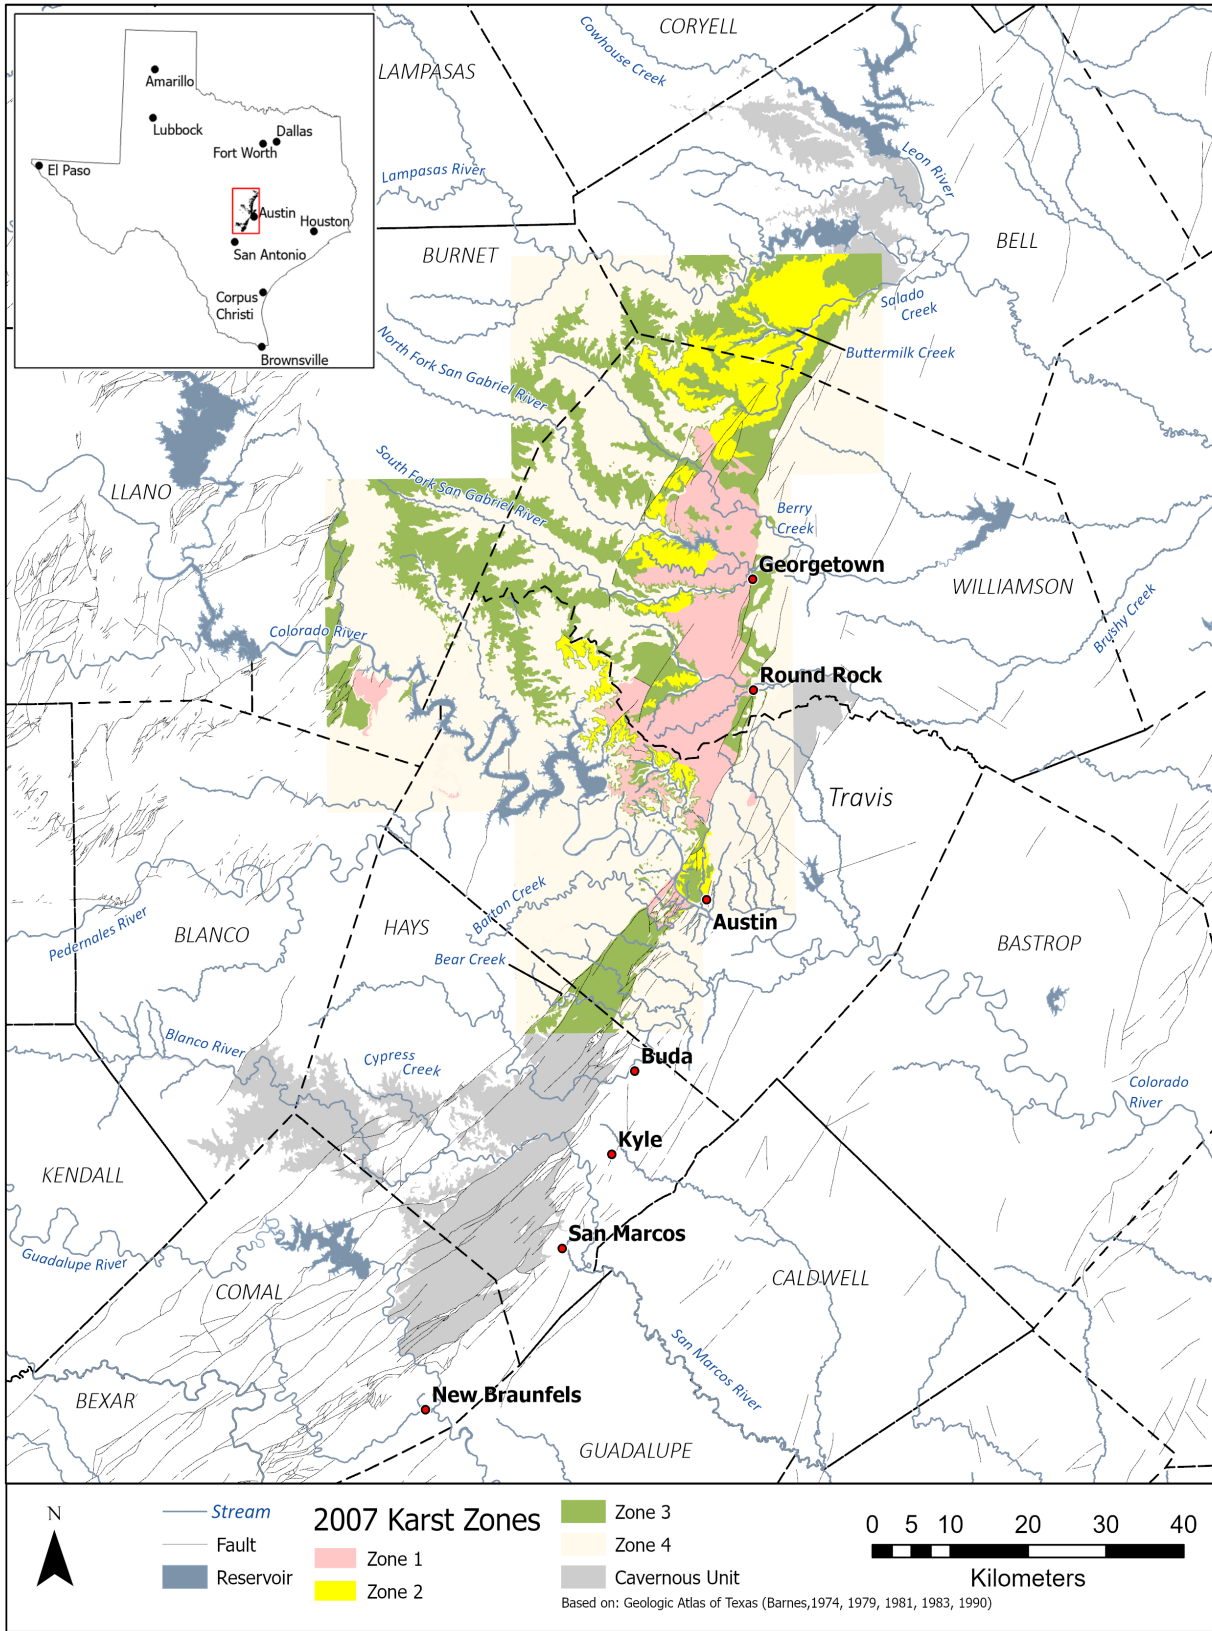 CORYELL
Cowhouse Creek
LAMPASAS
Amarillo
Lubbock
Dallas
Fort Worth
El Paso
Austin
Houston
San Antonio
Corpus
Christi
Brownsville
Leon River
Lampasas River
BELL
BURNET
Salado
Creek
Buttermilk Creek
North Fork San Gabriel River
South Fork San Gabriel River
LLANO
Berry
Creek
Georgetown
WILLIAMSON
Brushy Creek
Colorado River
Round Rock
Travis
Barton Creek
Austin
Pedernales River
BLANCO
HAYS
BASTROP
Bear Creek
Blanco River
Cypress
Creek
Buda
Colorado
River
Kyle
KENDALL
San Marcos
Guadalupe River
COMAL
CALDWELL
San Marcos River
New Braunfels
BEXAR
GUADALUPE
N
Stream
Fault
Reservoir
2007 Karst Zones
Zone 1
Zone 2
Zone 3
Zone 4
Cavernous Unit
Based on: Geologic Atlas of Texas (Barnes,1974, 1979, 1981, 1983, 1990)
0 5 10 20 30 40
Kilometers